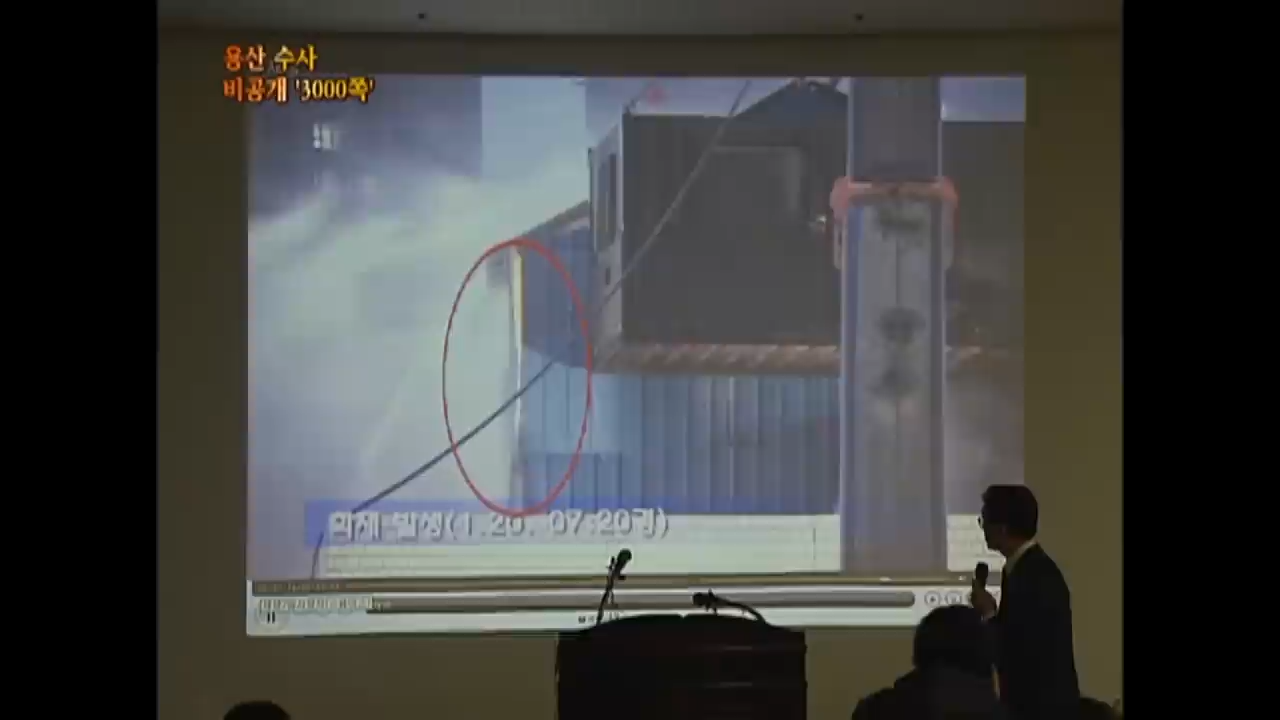 용산 수사
비공개 '3000쪽'
화재 발생(1.20. 07:20경)